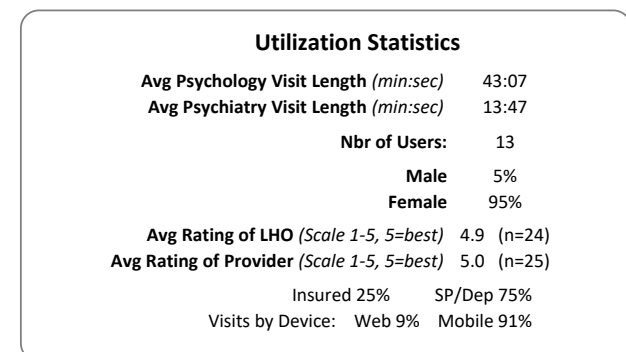 Utilization Statistics
Avg Psychology Visit Length (min:sec) 43:07
Avg Psychiatry Visit Length (min:sec) 13:47
Nbr of Users: 13
Male 5%
Female 95%
Avg Rating of LHO (Scale 1-5, 5=best) 4.9 (n=24)
Avg Rating of Provider (Scale 1-5, 5=best) 5.0 (n=25)
Insured 25% SP/Dep 75%
Visits by Device: Web 9% Mobile 91%